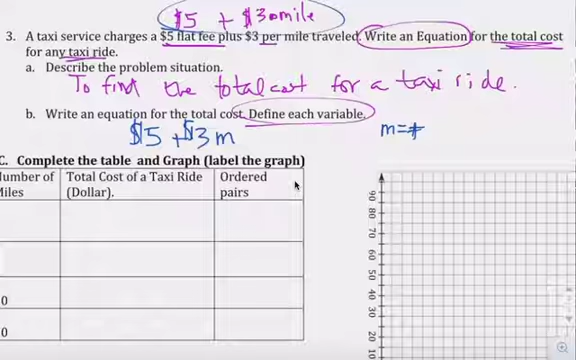 $5 + $3 mile
3. A taxi service charges a $5 flat fee plus $3 per mile traveled. Write an Equation for the total cost
for any taxi ride.
a. Describe the problem situation.
To find the total cost for a taxi ride.
b. Write an equation for the total cost. Define each variable.
$5 + $3 m
m=#
C. Complete the table and Graph (label the graph)
Number of Miles
Total Cost of a Taxi Ride (Dollar).
Ordered pairs
0
0
90
80
70
60
50
40
30
20
10